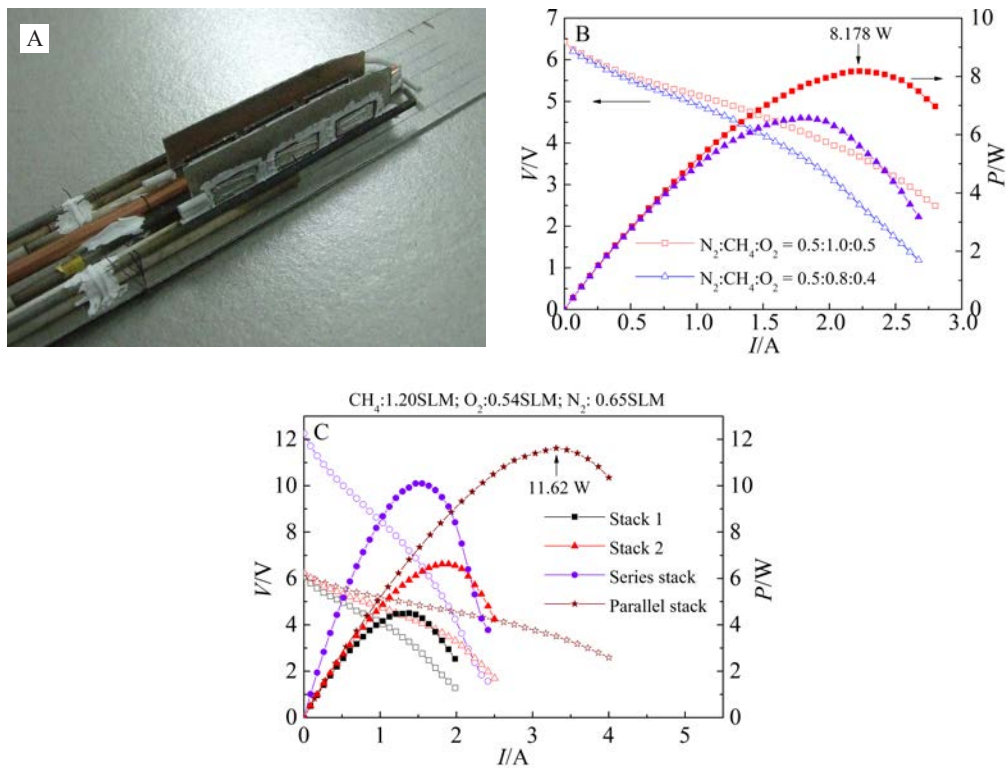 A
B
8.178 W
V/V
P/W
7
6
5
4
3
2
1
0
10
8
6
4
2
0
N₂:CH₄:O₂ = 0.5:1.0:0.5
N₂:CH₄:O₂ = 0.5:0.8:0.4
0.0 0.5 1.0 1.5 2.0 2.5 3.0
I/A
CH₄:1.20SLM; O₂:0.54SLM; N₂: 0.65SLM
C
11.62 W
V/V
P/W
12
10
8
6
4
2
0
12
10
8
6
4
2
0
Stack 1
Stack 2
Series stack
Parallel stack
0 1 2 3 4 5
I/A